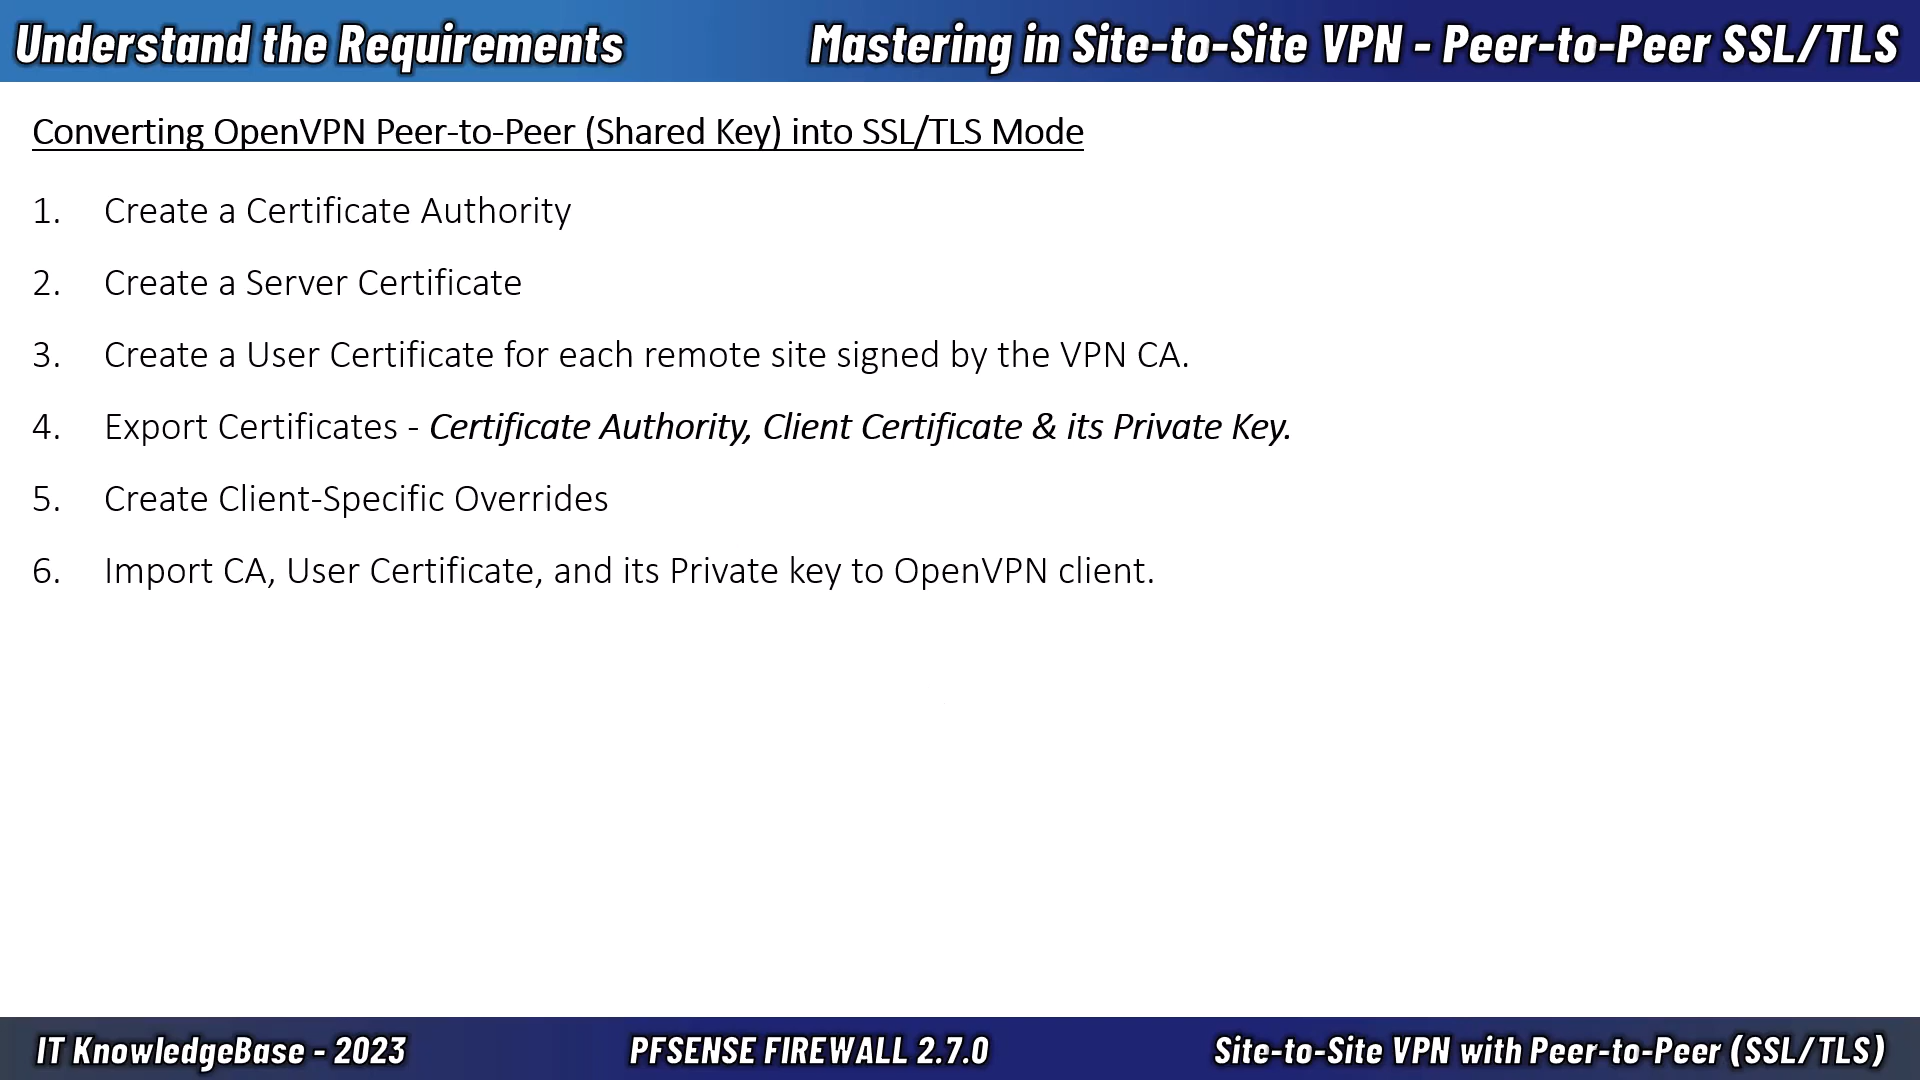 Understand the Requirements
Mastering in Site-to-Site VPN - Peer-to-Peer SSL/TLS
Converting OpenVPN Peer-to-Peer (Shared Key) into SSL/TLS Mode
1. Create a Certificate Authority
2. Create a Server Certificate
3. Create a User Certificate for each remote site signed by the VPN CA.
4. Export Certificates - Certificate Authority, Client Certificate & its Private Key.
5. Create Client-Specific Overrides
6. Import CA, User Certificate, and its Private key to OpenVPN client.
IT KnowledgeBase - 2023
PFSENSE FIREWALL 2.7.0
Site-to-Site VPN with Peer-to-Peer (SSL/TLS)